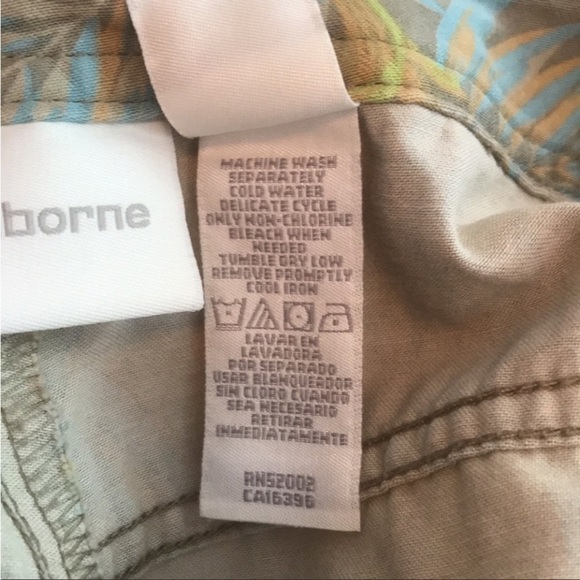 borne
MACHINE WASH
SEPARATELY
COLD WATER
DELICATE CYCLE
ONLY NON-CHLORINE
BLEACH WHEN
NEEDED
TUMBLE DRY LOW
REMOVE PROMPTLY
COOL IRON
LAVAR EN
LAVADORA
POR SEPARADO
USAR BLANQUEADOR
SIN CLORO CUANDO
SEA NECESARIO
RETIRAR
INMEDIATAMENTE
RN52002
CA16396